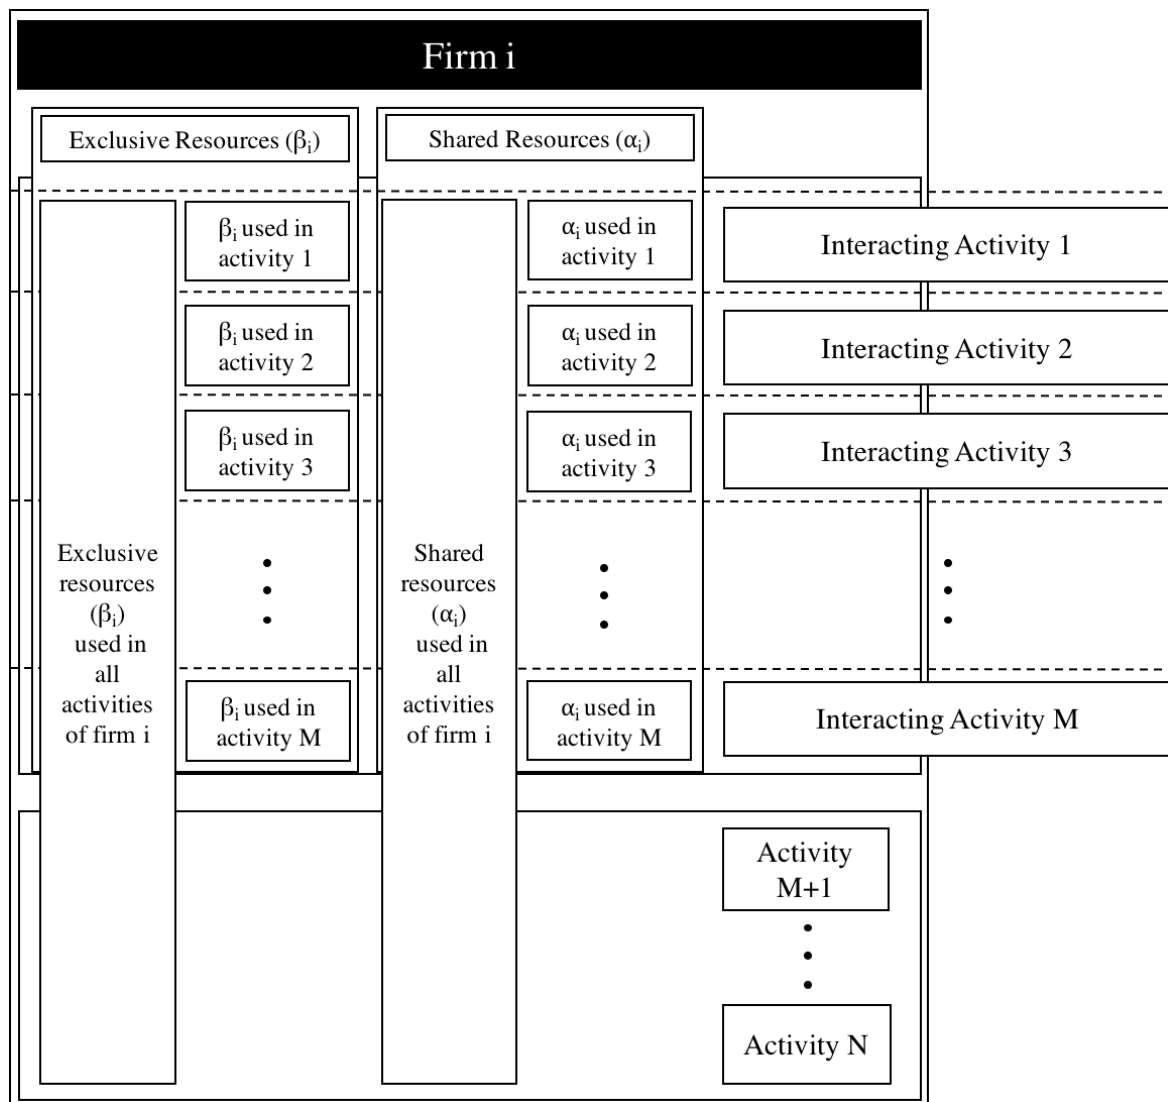 Firm i
Exclusive Resources (βi)
Shared Resources (αi)
βi used in
activity 1
αi used in
activity 1
Interacting Activity 1
βi used in
activity 2
αi used in
activity 2
Interacting Activity 2
βi used in
activity 3
αi used in
activity 3
Interacting Activity 3
Exclusive
resources
(βi)
used in
all
activities
of firm i
Shared
resources
(αi)
used in
all
activities
of firm i
βi used in
activity M
αi used in
activity M
Interacting Activity M
Activity
M+1
Activity N